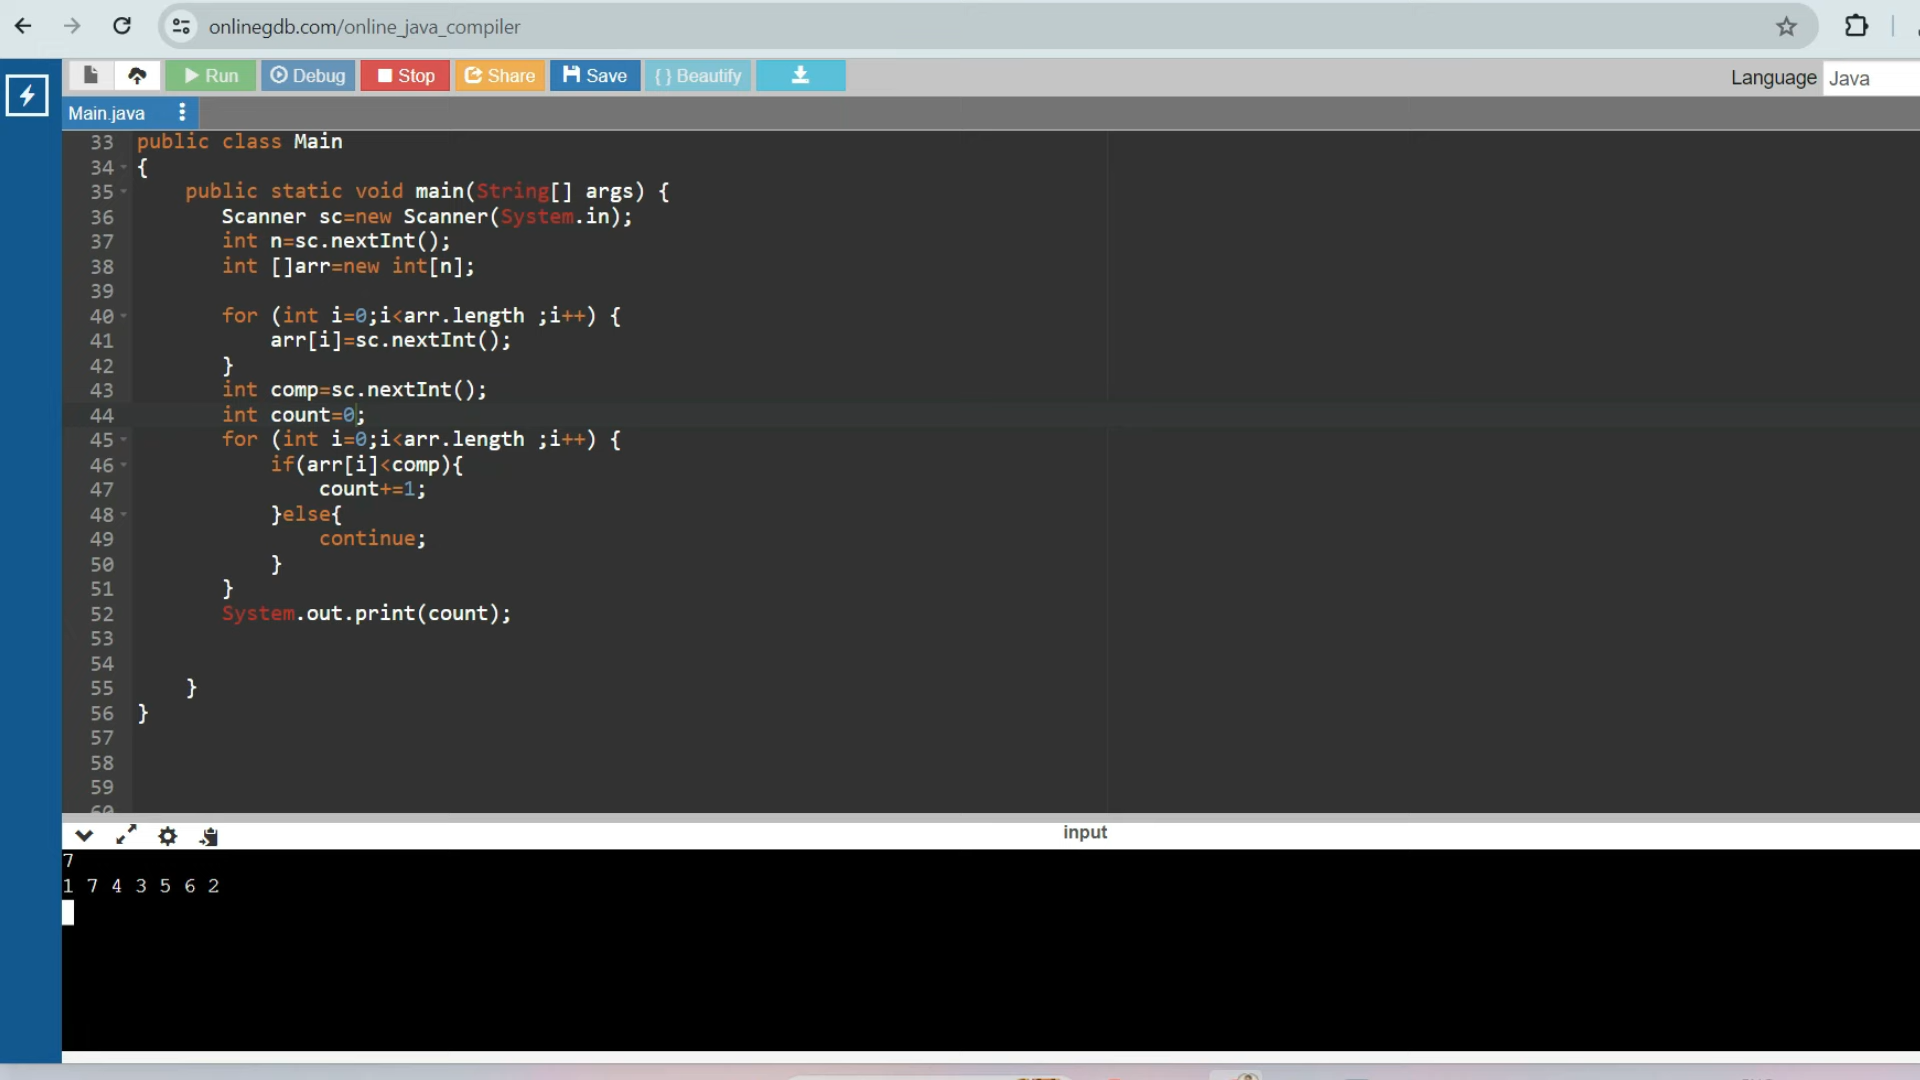 onlinegdb.com/online_java_compiler
Run Debug Stop Share Save {} Beautify Language Java
Main.java
33 public class Main
34 {
35 public static void main(String[] args) {
36 Scanner sc=new Scanner(System.in);
37 int n=sc.nextInt();
38 int []arr=new int[n];
39
40 for (int i=0;i<arr.length ;i++) {
41 arr[i]=sc.nextInt();
42 }
43 int comp=sc.nextInt();
44 int count=0;
45 for (int i=0;i<arr.length ;i++) {
46 if(arr[i]<comp){
47 count+=1;
48 }else{
49 continue;
50 }
51 }
52 System.out.print(count);
53
54
55 }
56 }
57
58
59
60
input
7
1 7 4 3 5 6 2